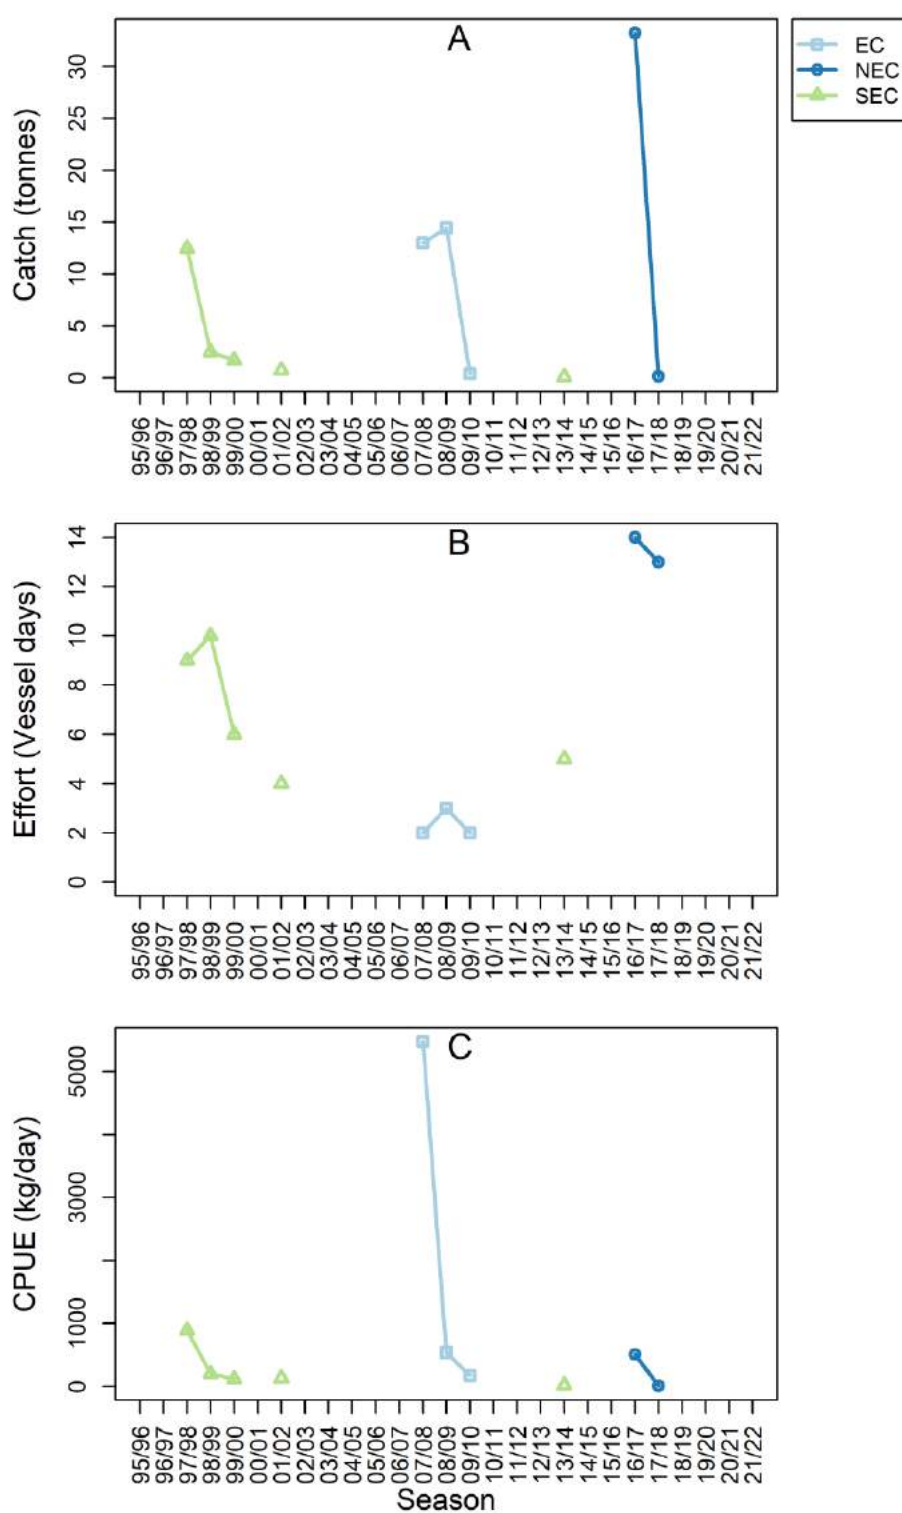 A
EC
NEC
SEC
Catch (tonnes)
30
25
20
15
10
5
0
95/96 96/97 97/98 98/99 99/00 00/01 01/02 02/03 03/04 04/05 05/06 06/07 07/08 08/09 09/10 10/11 11/12 12/13 13/14 14/15 15/16 16/17 17/18 18/19 19/20 20/21 21/22
B
Effort (Vessel days)
14
12
10
8
6
4
2
0
95/96 96/97 97/98 98/99 99/00 00/01 01/02 02/03 03/04 04/05 05/06 06/07 07/08 08/09 09/10 10/11 11/12 12/13 13/14 14/15 15/16 16/17 17/18 18/19 19/20 20/21 21/22
C
CPUE (kg/day)
5000
3000
1000
0
95/96 96/97 97/98 98/99 99/00 00/01 01/02 02/03 03/04 04/05 05/06 06/07 07/08 08/09 09/10 10/11 11/12 12/13 13/14 14/15 15/16 16/17 17/18 18/19 19/20 20/21 21/22
Season